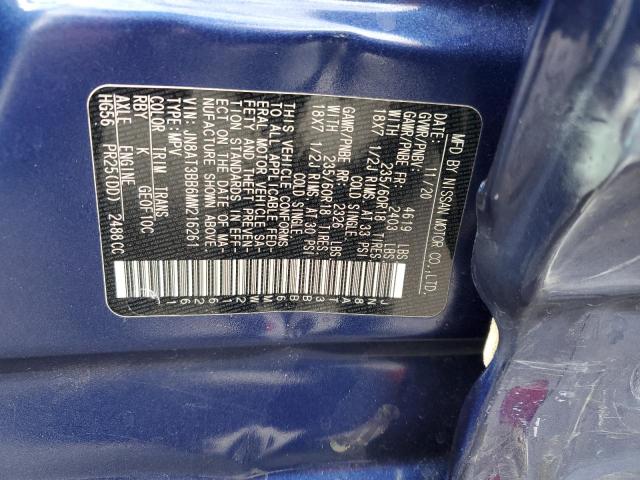 MFD BY NISSAN MOTOR CO.,LTD.
DATE: 11/20
GVWR/PNBV: 4619 LBS
GAWR/PNBE FR: 2403 LBS
WITH 235/60R18 TIRES
18X7 1/2J RIMS AT 33 PSI
COLD SINGLE
GAWR/PNBE RR: 2326 LBS
WITH 235/60R18 TIRES
18X7 1/2J RIMS AT 30 PSI
COLD SINGLE
THIS VEHICLE CONFORMS
TO ALL APPLICABLE FED-
ERAL MOTOR VEHICLE SA-
FETY AND THEFT PREVEN-
TION STANDARDS IN EFF-
ECT ON THE DATE OF MA-
NUFACTURE SHOWN ABOVE.
VIN: JN8AT3BB6MW216261
TYPE: MPV
COLOR TRIM TRANS
RBY K GEOF10C
AXLE ENGINE
HG56 PR25(DD) 2488CC
JN8AT3BB6MW216261